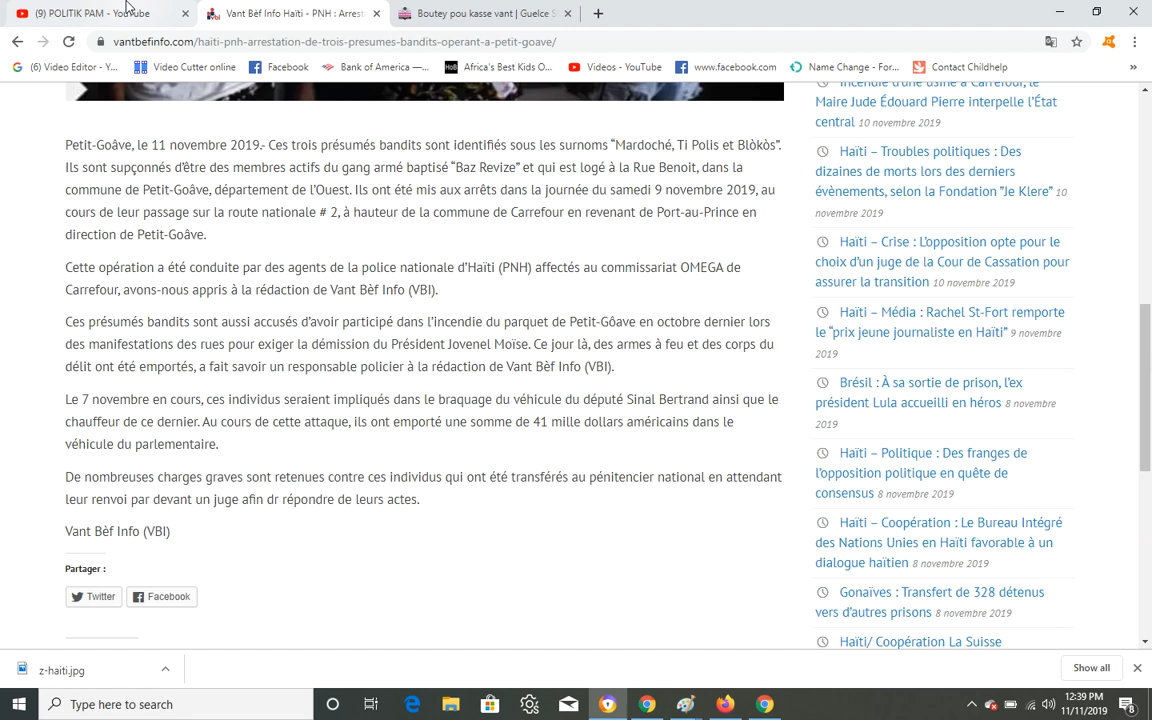 (9) POLITIK PAM - YouTube
Vant Bèf Info Haïti - PNH : Arrest
Boutey pou kasse vant | Guelce S
vantbefinfo.com/haiti-pnh-arrestation-de-trois-presumes-bandits-operant-a-petit-goave/
(6) Video Editor - Y...
Video Cutter online
Facebook
Bank of America —...
Africa's Best Kids O...
Videos - YouTube
www.facebook.com
Name Change - For...
Contact Childhelp
»
Petit-Goâve, le 11 novembre 2019.- Ces trois présumés bandits sont identifiés sous les surnoms “Mardoché, Ti Polis et Blòkòs”.
Ils sont supçonnés d’être des membres actifs du gang armé baptisé “Baz Revize” et qui est logé à la Rue Benoit, dans la
commune de Petit-Goâve, département de l’Ouest. Ils ont été mis aux arrêts dans la journée du samedi 9 novembre 2019, au
cours de leur passage sur la route nationale # 2, à hauteur de la commune de Carrefour en revenant de Port-au-Prince en
direction de Petit-Goâve.
Cette opération a été conduite par des agents de la police nationale d’Haïti (PNH) affectés au commissariat OMEGA de
Carrefour, avons-nous appris à la rédaction de Vant Bèf Info (VBI).
Ces présumés bandits sont aussi accusés d’avoir participé dans l’incendie du parquet de Petit-Gôave en octobre dernier lors
des manifestations des rues pour exiger la démission du Président Jovenel Moïse. Ce jour là, des armes à feu et des corps du
délit ont été emportés, a fait savoir un responsable policier à la rédaction de Vant Bèf Info (VBI).
Le 7 novembre en cours, ces individus seraient impliqués dans le braquage du véhicule du député Sinal Bertrand ainsi que le
chauffeur de ce dernier. Au cours de cette attaque, ils ont emporté une somme de 41 mille dollars américains dans le
véhicule du parlementaire.
De nombreuses charges graves sont retenues contre ces individus qui ont été transférés au pénitencier national en attendant
leur renvoi par devant un juge afin dr répondre de leurs actes.
Vant Bèf Info (VBI)
Partager :
Twitter
Facebook
Incendie d’une usine à Carrefour, le
Maire Jude Édouard Pierre interpelle l’État
central 10 novembre 2019
Haïti – Troubles politiques : Des
dizaines de morts lors des derniers
évènements, selon la Fondation "Je Klere" 10
novembre 2019
Haïti – Crise : L’opposition opte pour le
choix d’un juge de la Cour de Cassation pour
assurer la transition 10 novembre 2019
Haïti – Média : Rachel St-Fort remporte
le “prix jeune journaliste en Haïti” 9 novembre
2019
Brésil : À sa sortie de prison, l’ex
président Lula accueilli en héros 8 novembre
2019
Haïti – Politique : Des franges de
l’opposition politique en quête de
consensus 8 novembre 2019
Haïti – Coopération : Le Bureau Intégré
des Nations Unies en Haïti favorable à un
dialogue haïtien 8 novembre 2019
Gonaïves : Transfert de 328 détenus
vers d’autres prisons 8 novembre 2019
Haïti/ Coopération La Suisse
z-haiti.jpg
Show all
Type here to search
12:39 PM
11/11/2019
8